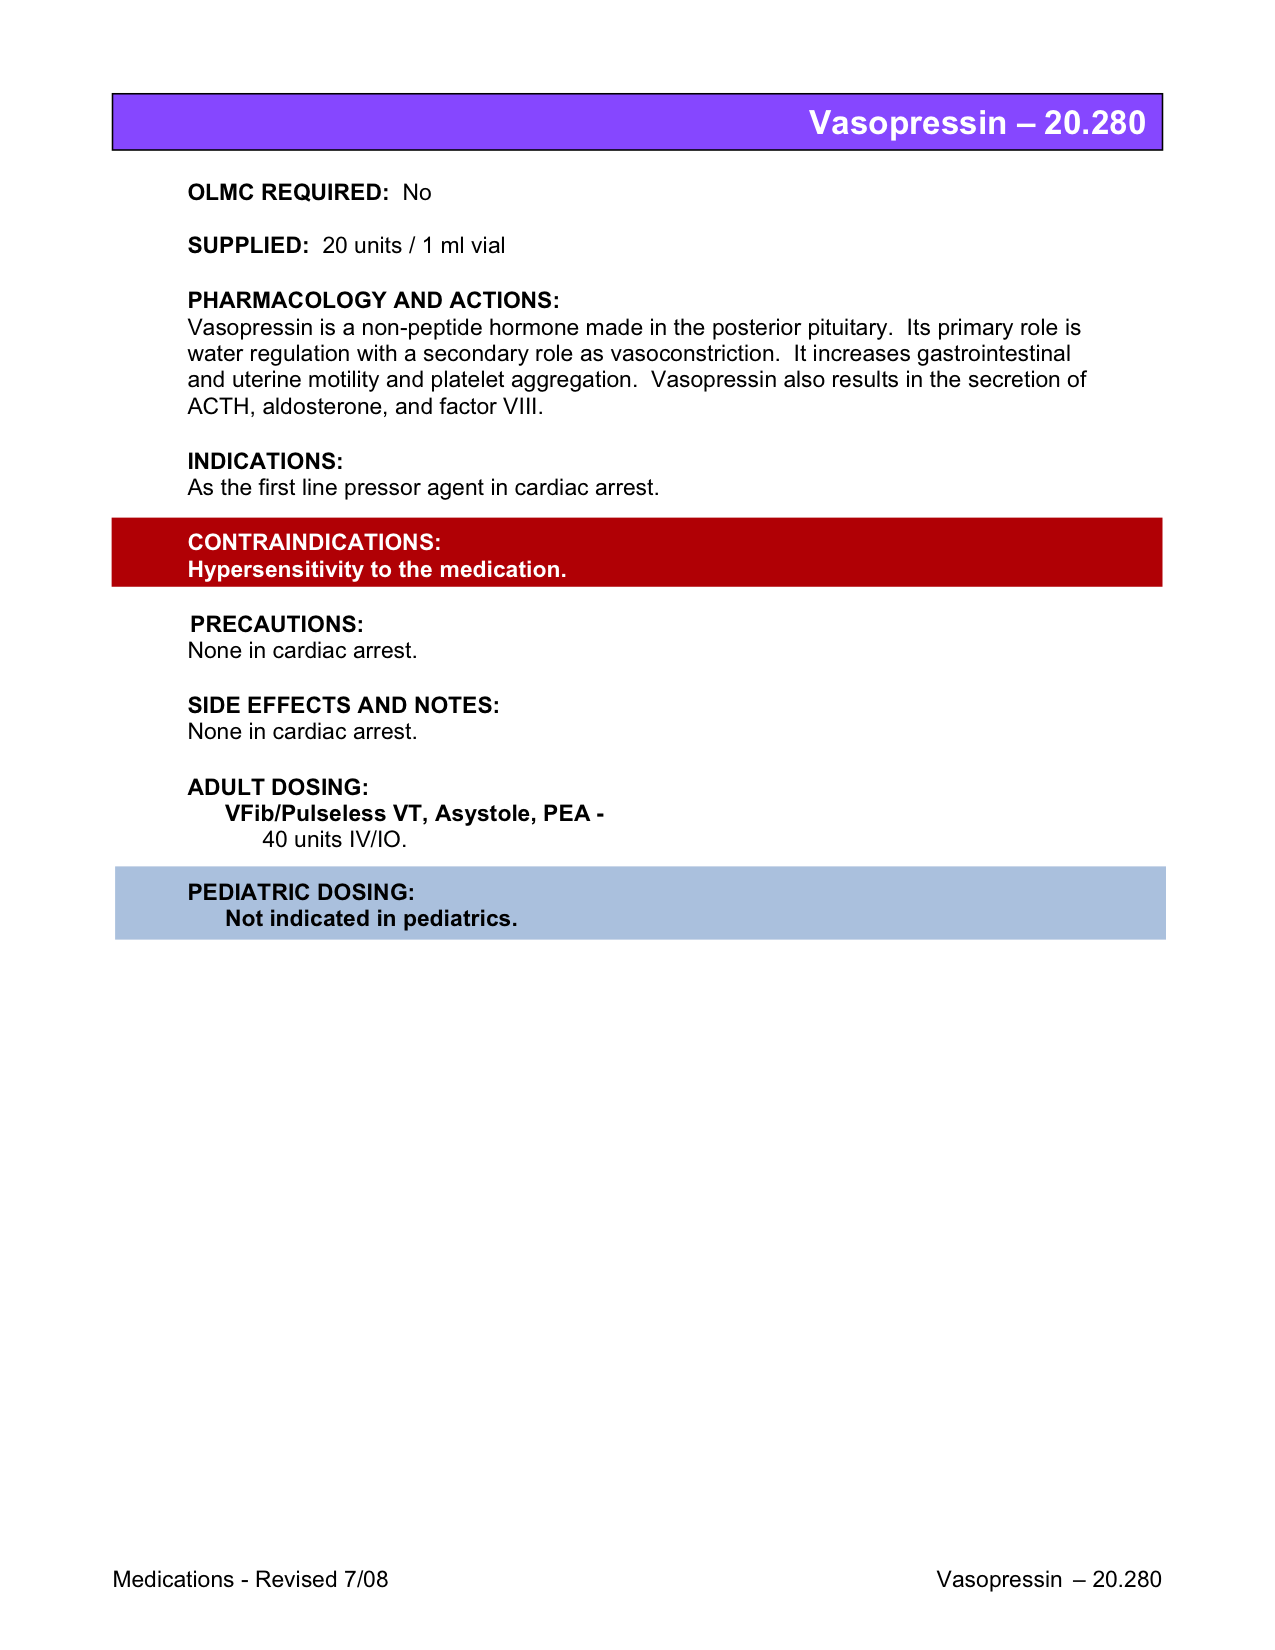 Vasopressin – 20.280
OLMC REQUIRED:  No
SUPPLIED:  20 units / 1 ml vial
PHARMACOLOGY AND ACTIONS:
Vasopressin is a non-peptide hormone made in the posterior pituitary.  Its primary role is
water regulation with a secondary role as vasoconstriction.  It increases gastrointestinal
and uterine motility and platelet aggregation.  Vasopressin also results in the secretion of
ACTH, aldosterone, and factor VIII.
INDICATIONS:
As the first line pressor agent in cardiac arrest.
CONTRAINDICATIONS:
Hypersensitivity to the medication.
PRECAUTIONS:
None in cardiac arrest.
SIDE EFFECTS AND NOTES:
None in cardiac arrest.
ADULT DOSING:
VFib/Pulseless VT, Asystole, PEA -
40 units IV/IO.
PEDIATRIC DOSING:
Not indicated in pediatrics.
Medications - Revised 7/08
Vasopressin – 20.280